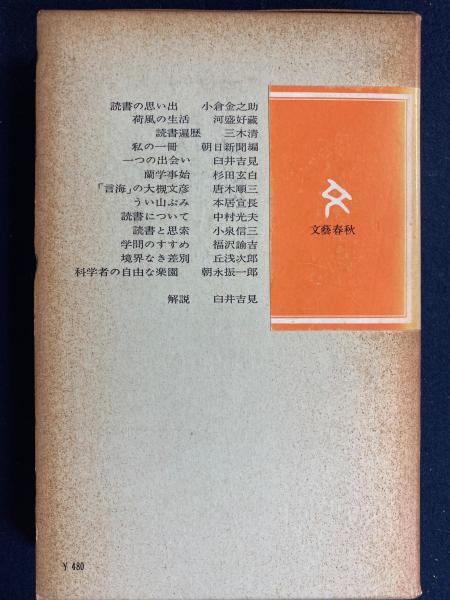 読書の思い出 小倉金之助
荷風の生活 河盛好蔵
読書遍歴 三木清
私の一冊 朝日新聞編
一つの出会い 臼井吉見
蘭学事始 杉田玄白
「言海」の大槻文彦 唐木順三
うい山ぶみ 本居宣長
読書について 中村光夫
読書と思索 小泉信三
学問のすすめ 福沢諭吉
境界なき差別 丘浅次郎
科学者の自由な楽園 朝永振一郎
解説 臼井吉見
文藝春秋
¥480